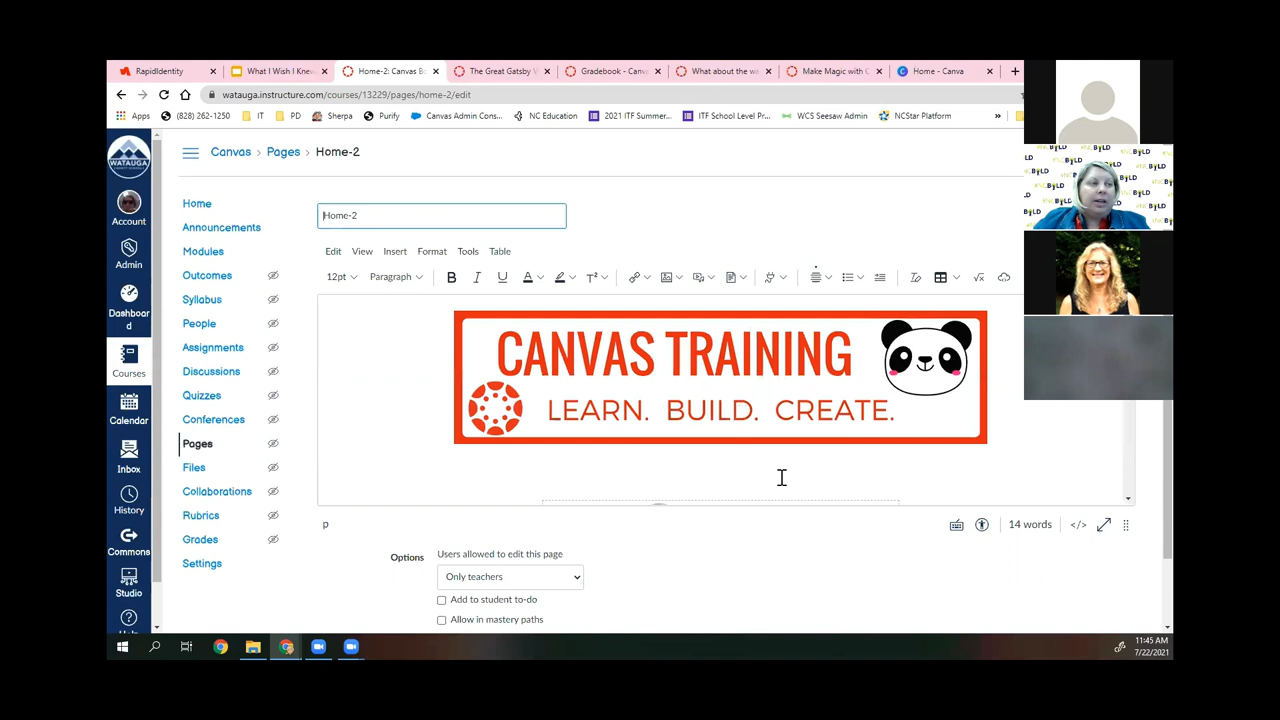 RapidIdentity
What I Wish I Knew
Home-2: Canvas B
The Great Gatsby V
Gradebook - Canv
What about the w
Make Magic with C
Home - Canva
watauga.instructure.com/courses/13229/pages/home-2/edit
Apps
(828) 262-1250
IT
PD
Sherpa
Purify
Canvas Admin Cons...
NC Education
2021 ITF Summer...
ITF School Level Pr...
WCS Seesaw Admin
NCStar Platform
»
WATAUGA
Canvas > Pages > Home-2
Account
Admin
Dashboar
d
Courses
Calendar
Inbox
History
Commons
Studio
Home
Announcements
Modules
Outcomes
Syllabus
People
Assignments
Discussions
Quizzes
Conferences
Pages
Files
Collaborations
Rubrics
Grades
Settings
Home-2
Edit View Insert Format Tools Table
12pt Paragraph B I U A T²
CANVAS TRAINING
LEARN. BUILD. CREATE.
p
14 words </>
Options
Users allowed to edit this page
Only teachers
Add to student to-do
Allow in mastery paths
#NCBOLD
11:45 AM
7/22/2021